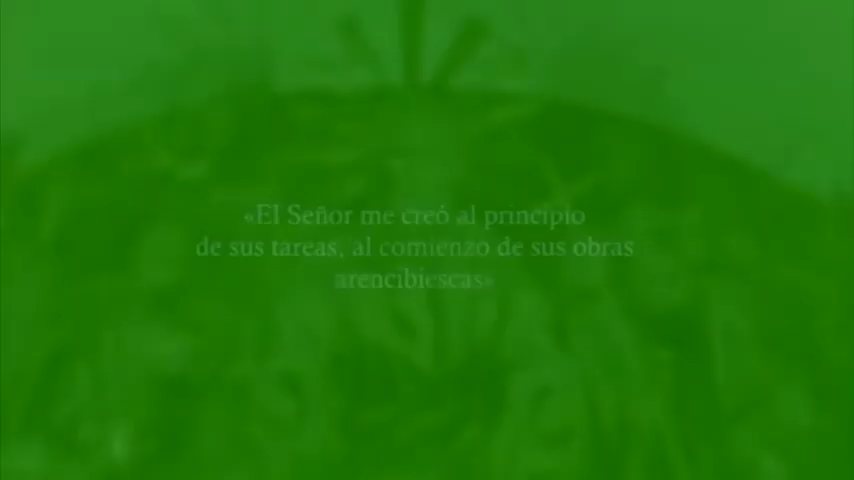 «El Señor me creó al principio
de sus tareas, al comienzo de sus obras
arencibiescas»